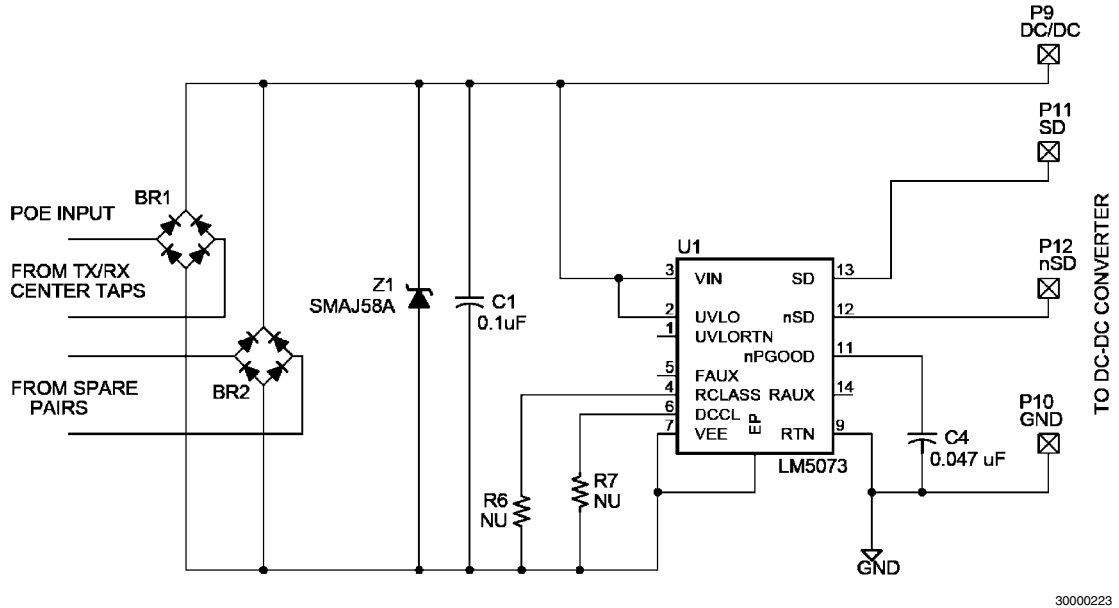 P9
DC/DC
P11
SD
BR1
POE INPUT
FROM TX/RX
CENTER TAPS
BR2
FROM SPARE
PAIRS
Z1
SMAJ58A
C1
0.1uF
U1
3 VIN
2 UVLO
1 UVLORTN
5 FAUX
4 RCLASS
6 DCCL
7 VEE
EP
SD 13
nSD 12
nPGOOD 11
RAUX 14
RTN 9
LM5073
P12
nSD
P10
GND
C4
0.047 uF
R6
NU
R7
NU
GND
TO DC-DC CONVERTER
30000223